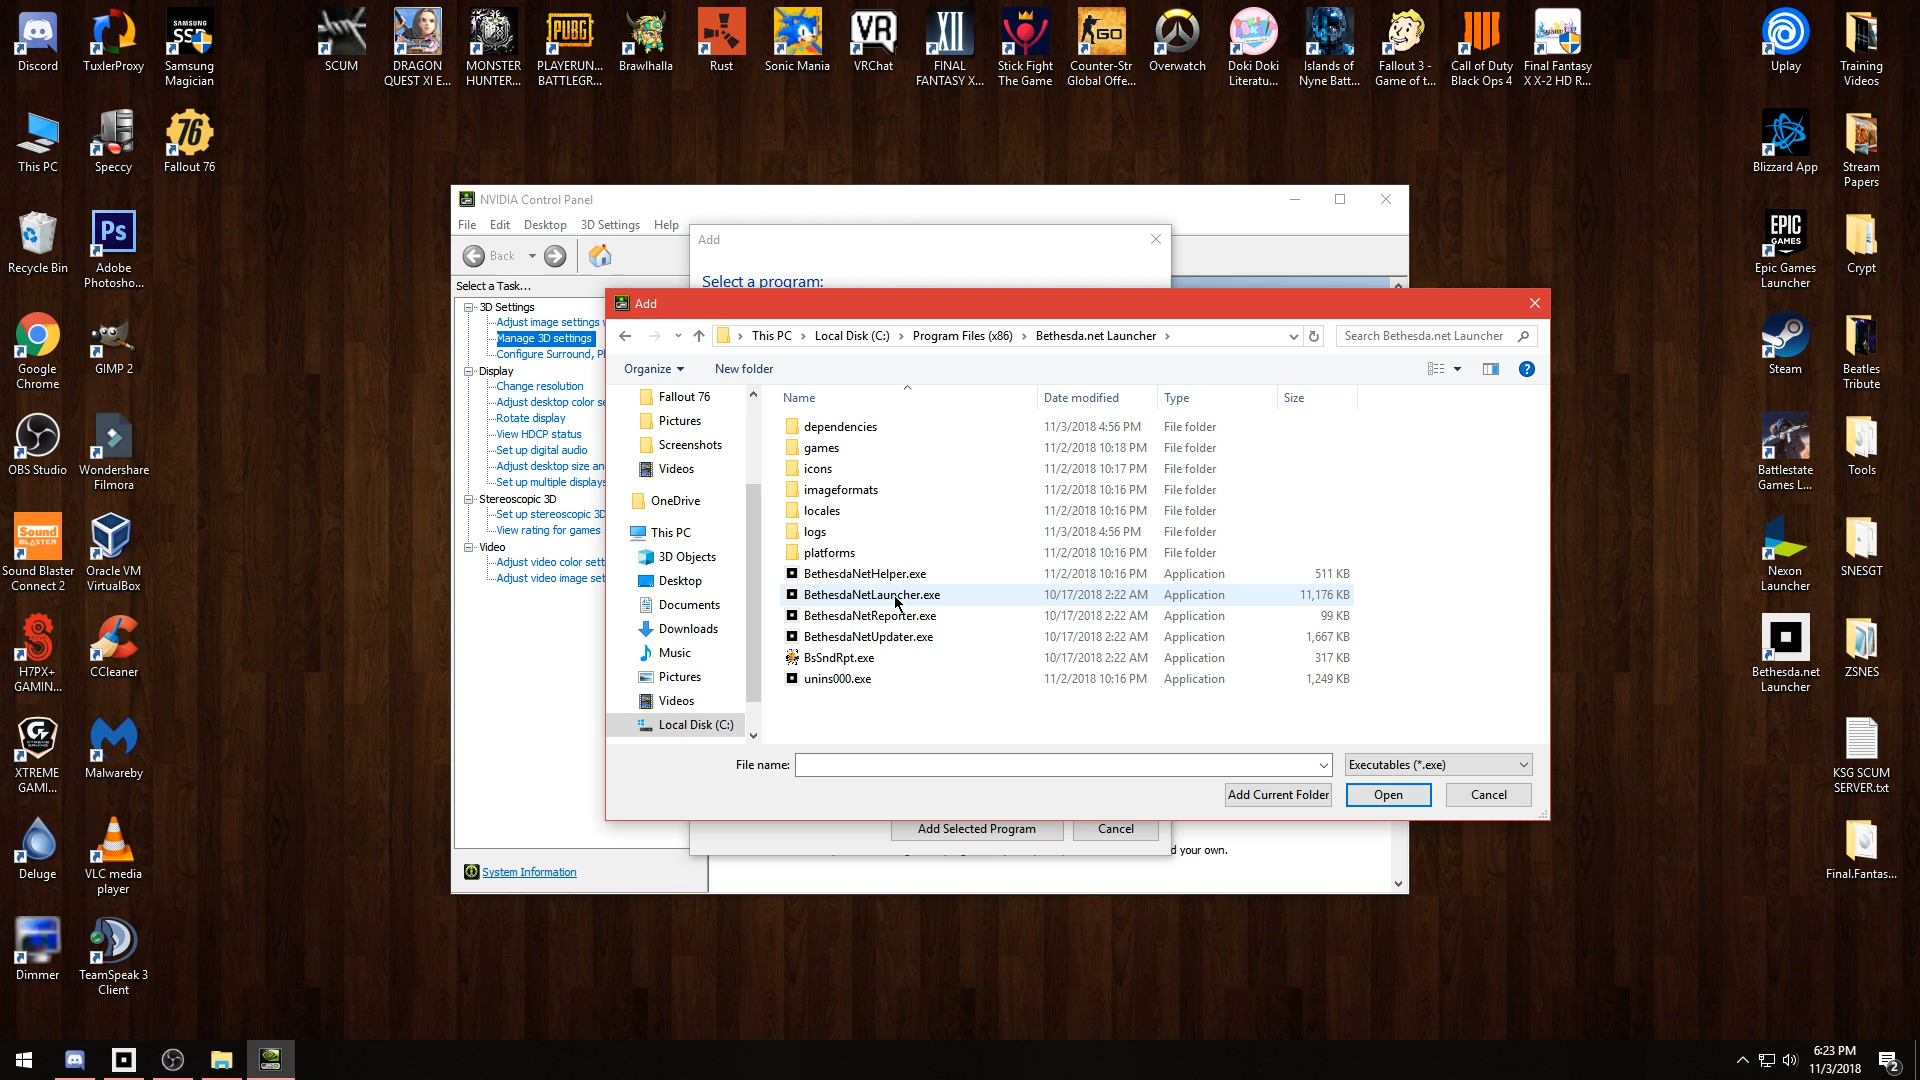 Discord
TuxlerProxy
Samsung
Magician
SAMSUNG
SSD
SCUM
DRAGON
QUEST XI E...
MONSTER
HUNTER...
PUBG
PLAYERUN...
BATTLEGR...
Brawlhalla
Rust
Sonic Mania
VR
VRChat
XII
FINAL
FANTASY X...
Stick Fight
The Game
GO
Counter-Str
Global Offe...
Overwatch
Doki Doki
Literatu...
Islands of
Nyne Batt...
Fallout 3 -
Game of t...
Call of Duty
Black Ops 4
Final Fantasy
X X-2 HD R...
Uplay
Training
Videos
This PC
Speccy
76
Fallout 76
Blizzard App
Stream
Papers
Recycle Bin
Ps
Adobe
Photosho...
EPIC
GAMES
Epic Games
Launcher
Crypt
Google
Chrome
GIMP 2
Steam
Beatles
Tribute
OBS Studio
Wondershare
Filmora
Battlestate
Games L...
Tools
Sound
BLASTER
Sound Blaster
Connect 2
Oracle VM
VirtualBox
Nexon
Launcher
SNESGT
H7PX+
GAMIN...
CCleaner
Bethesda.net
Launcher
ZSNES
XTREME
GAMI...
Malwareby
KSG SCUM
SERVER.txt
Deluge
VLC media
player
Final.Fantas...
Dimmer
TeamSpeak 3
Client
NVIDIA Control Panel
File Edit Desktop 3D Settings Help
Back
Select a Task...
3D Settings
Adjust image settings w
Manage 3D settings
Configure Surround, Ph
Display
Change resolution
Adjust desktop color se
Rotate display
View HDCP status
Set up digital audio
Adjust desktop size an
Set up multiple displays
Stereoscopic 3D
Set up stereoscopic 3D
View rating for games
Video
Adjust video color sett
Adjust video image set
System Information
d your own.
Add
Select a program:
Add Selected Program
Cancel
Add
This PC
Local Disk (C:)
Program Files (x86)
Bethesda.net Launcher
Search Bethesda.net Launcher
Organize
New folder
?
Fallout 76
Pictures
Screenshots
Videos
OneDrive
This PC
3D Objects
Desktop
Documents
Downloads
Music
Pictures
Videos
Local Disk (C:)
Name Date modified Type Size
dependencies 11/3/2018 4:56 PM File folder
games 11/2/2018 10:18 PM File folder
icons 11/2/2018 10:17 PM File folder
imageformats 11/2/2018 10:16 PM File folder
locales 11/2/2018 10:16 PM File folder
logs 11/3/2018 4:56 PM File folder
platforms 11/2/2018 10:16 PM File folder
BethesdaNetHelper.exe 11/2/2018 10:16 PM Application 511 KB
BethesdaNetLauncher.exe 10/17/2018 2:22 AM Application 11,176 KB
BethesdaNetReporter.exe 10/17/2018 2:22 AM Application 99 KB
BethesdaNetUpdater.exe 10/17/2018 2:22 AM Application 1,667 KB
BsSndRpt.exe 10/17/2018 2:22 AM Application 317 KB
unins000.exe 11/2/2018 10:16 PM Application 1,249 KB
File name:
Executables (*.exe)
Add Current Folder
Open
Cancel
6:23 PM
11/3/2018
2